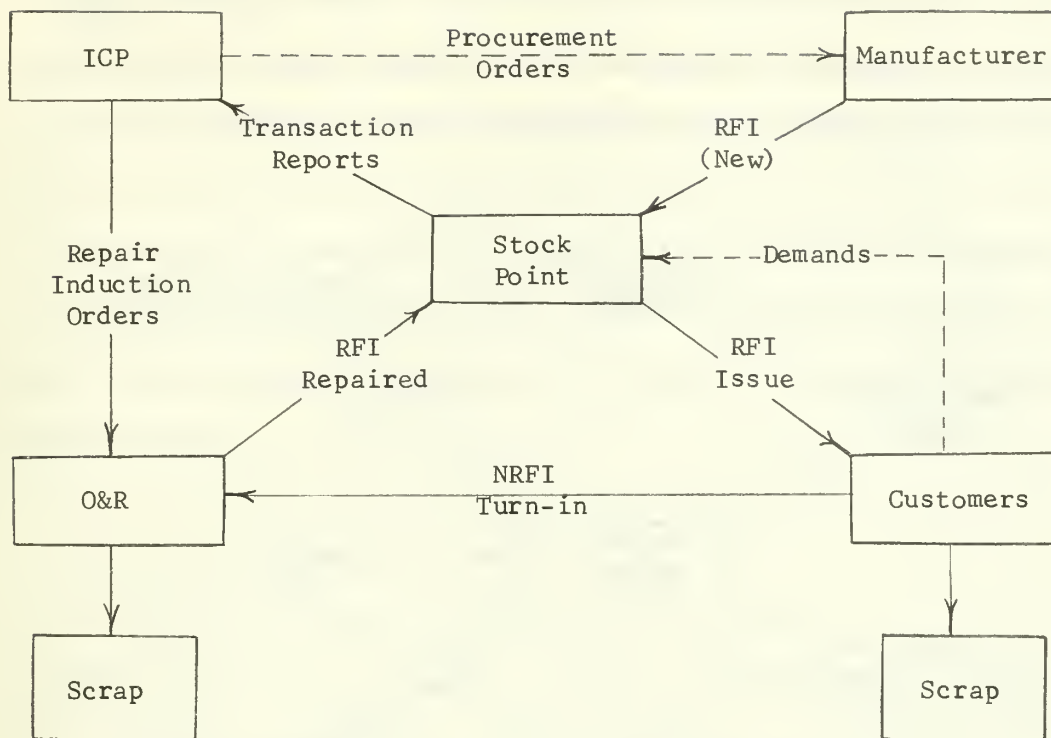 ICP
Procurement
Orders
Manufacturer
Transaction
Reports
RFI
(New)
Stock
Point
Demands
Repair
Induction
Orders
RFI
Repaired
RFI
Issue
O&R
NRFI
Turn-in
Customers
Scrap
Scrap